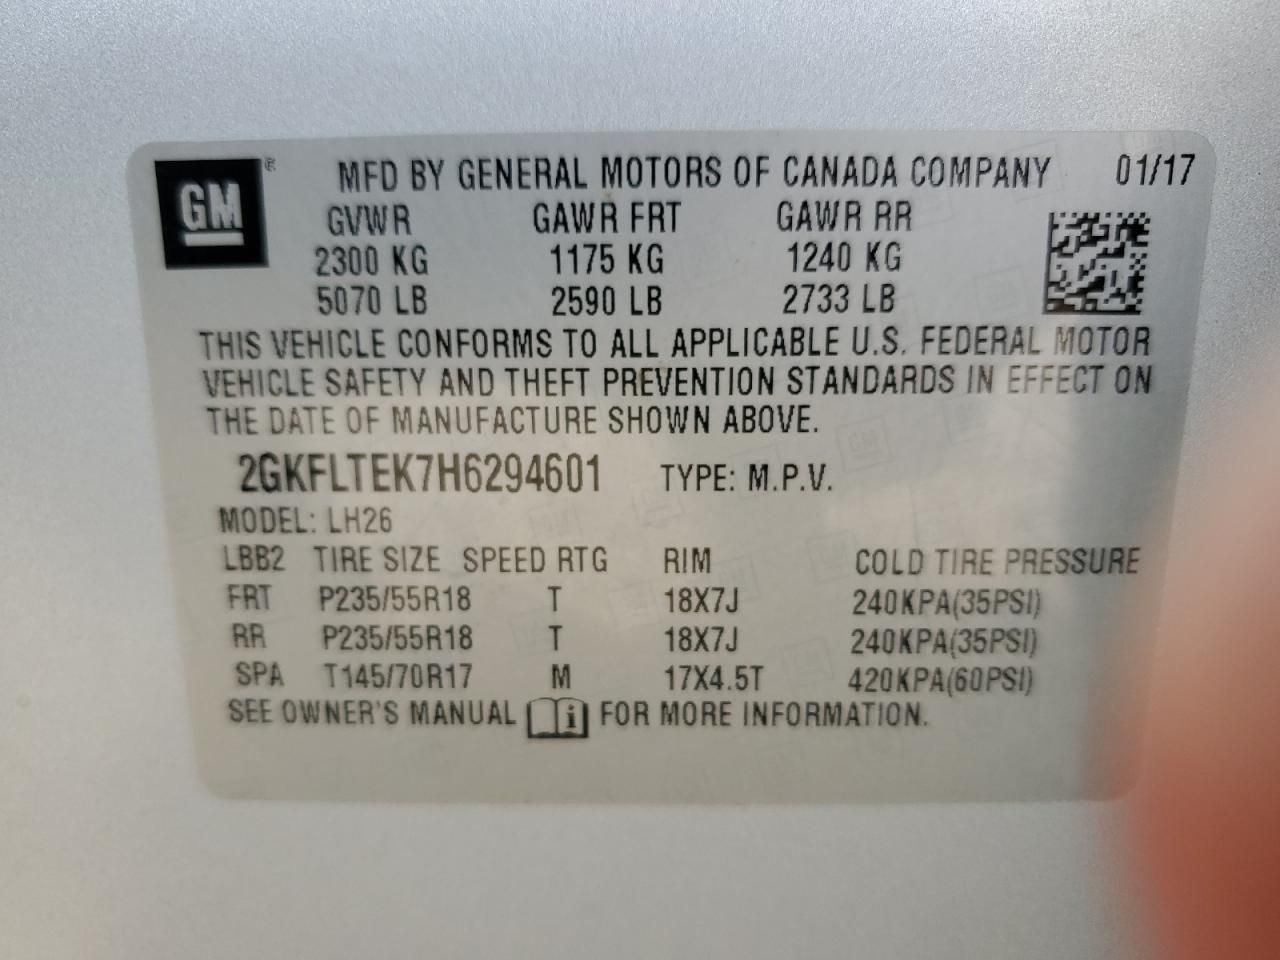 GM ® MFD BY GENERAL MOTORS OF CANADA COMPANY 01/17
GVWR GAWR FRT GAWR RR
2300 KG 1175 KG 1240 KG
5070 LB 2590 LB 2733 LB
THIS VEHICLE CONFORMS TO ALL APPLICABLE U.S. FEDERAL MOTOR
VEHICLE SAFETY AND THEFT PREVENTION STANDARDS IN EFFECT ON
THE DATE OF MANUFACTURE SHOWN ABOVE.
2GKFLTEK7H6294601 TYPE: M.P.V.
MODEL: LH26
LBB2 TIRE SIZE SPEED RTG RIM COLD TIRE PRESSURE
FRT P235/55R18 T 18X7J 240KPA(35PSI)
RR P235/55R18 T 18X7J 240KPA(35PSI)
SPA T145/70R17 M 17X4.5T 420KPA(60PSI)
SEE OWNER'S MANUAL i FOR MORE INFORMATION.